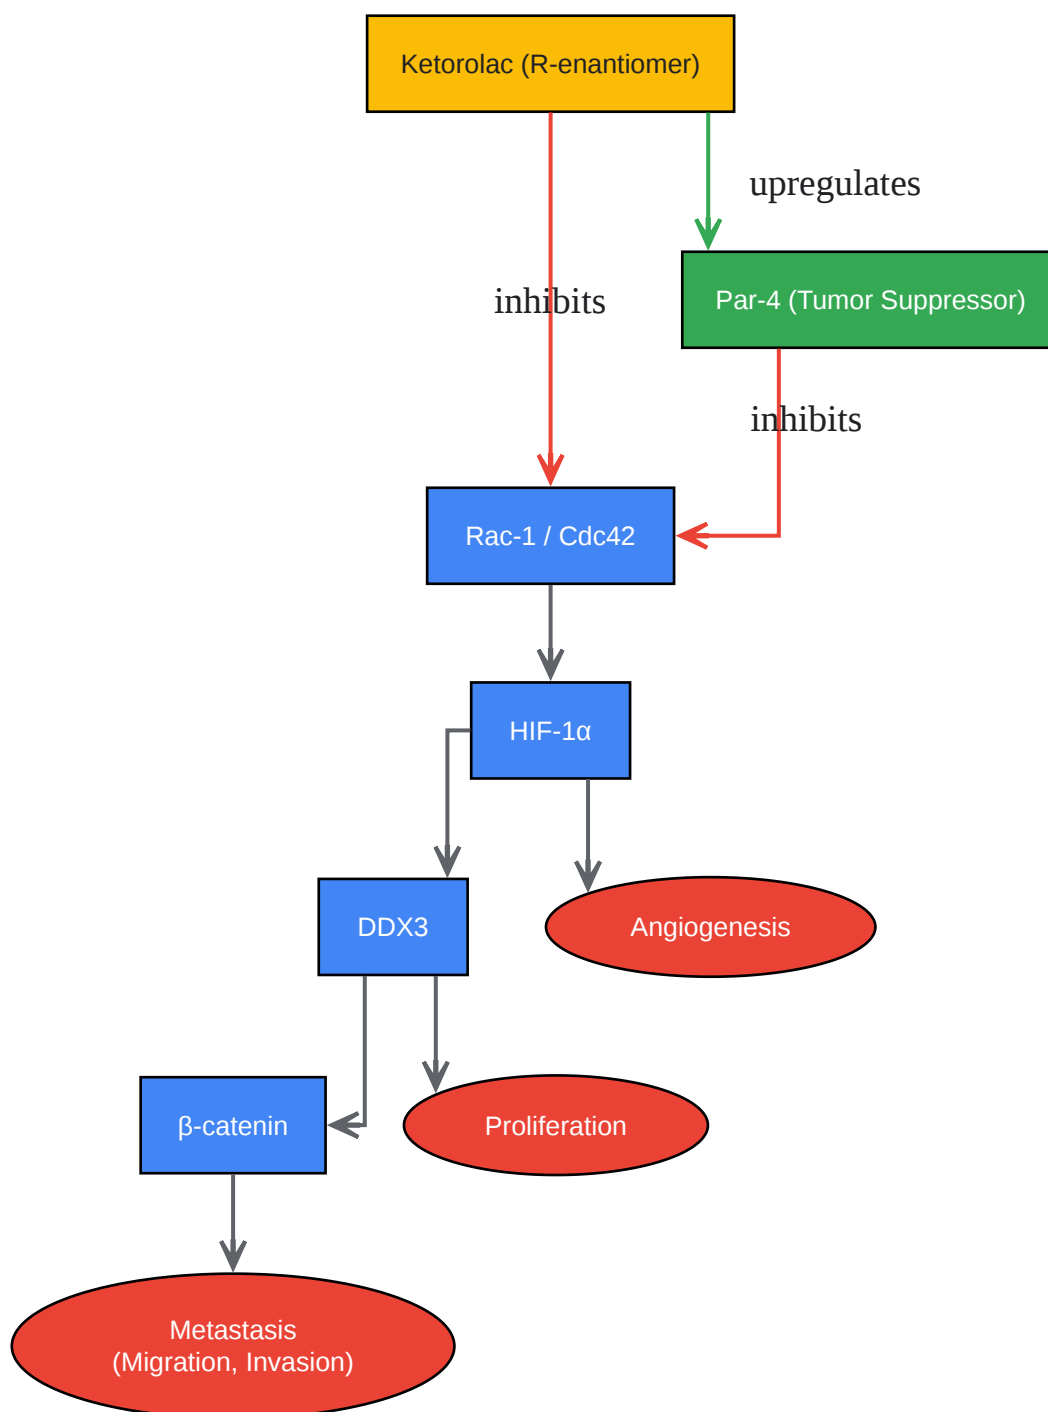 Ketorolac (R-enantiomer)
upregulates
inhibits
Par-4 (Tumor Suppressor)
inhibits
Rac-1 / Cdc42
HIF-1α
DDX3
Angiogenesis
β-catenin
Proliferation
Metastasis
(Migration, Invasion)